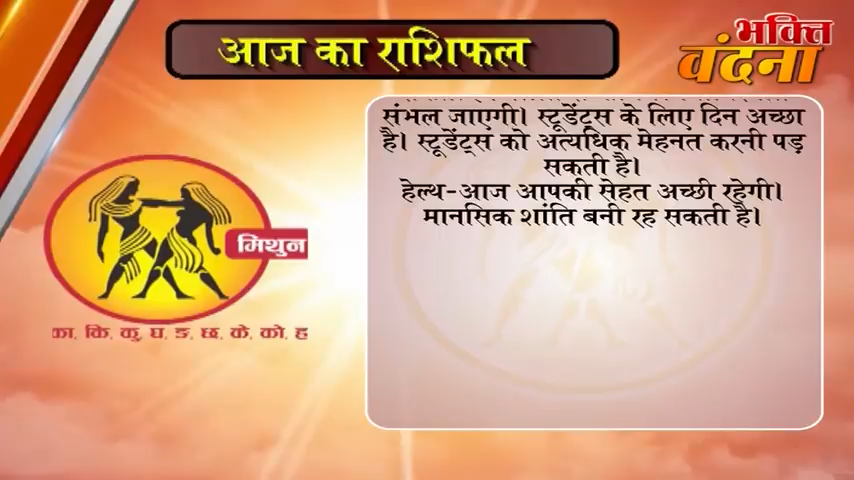 आज का राशिफल
भक्ति
वंदना
संभल जाएगी। स्टूडेंट्स के लिए दिन अच्छा
है। स्टूडेंट्स को अत्यधिक मेहनत करनी पड़
सकती है।
हेल्थ-आज आपकी सेहत अच्छी रहेगी।
मानसिक शांति बनी रह सकती है।
मिथुन
का, कि, कु, घ, ङ, छ, के, को, ह